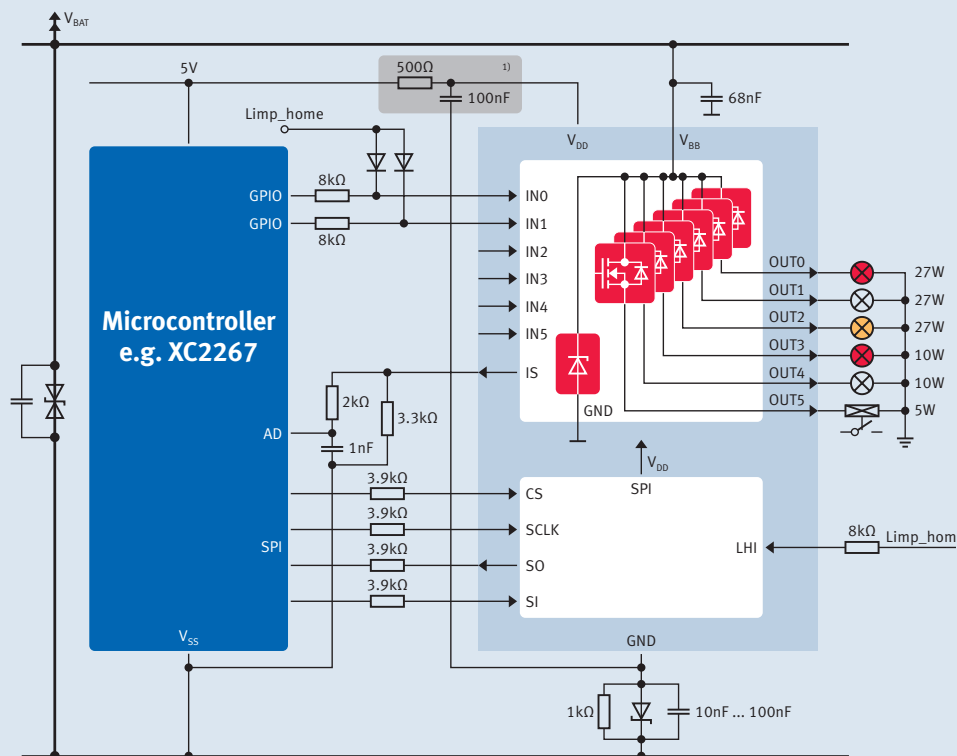 VBAT
5V
500Ω
1)
100nF
68nF
Limp_home
VDD
VBB
GPIO
8kΩ
IN0
GPIO
8kΩ
IN1
IN2
IN3
IN4
IN5
Microcontroller
e.g. XC2267
OUT0
27W
OUT1
27W
OUT2
27W
OUT3
10W
OUT4
10W
OUT5
5W
IS
GND
2kΩ
3.3kΩ
AD
1nF
VDD
SPI
3.9kΩ
CS
3.9kΩ
SCLK
SPI
3.9kΩ
SO
3.9kΩ
SI
LHI
8kΩ
Limp_hom
VSS
GND
1kΩ
10nF ... 100nF